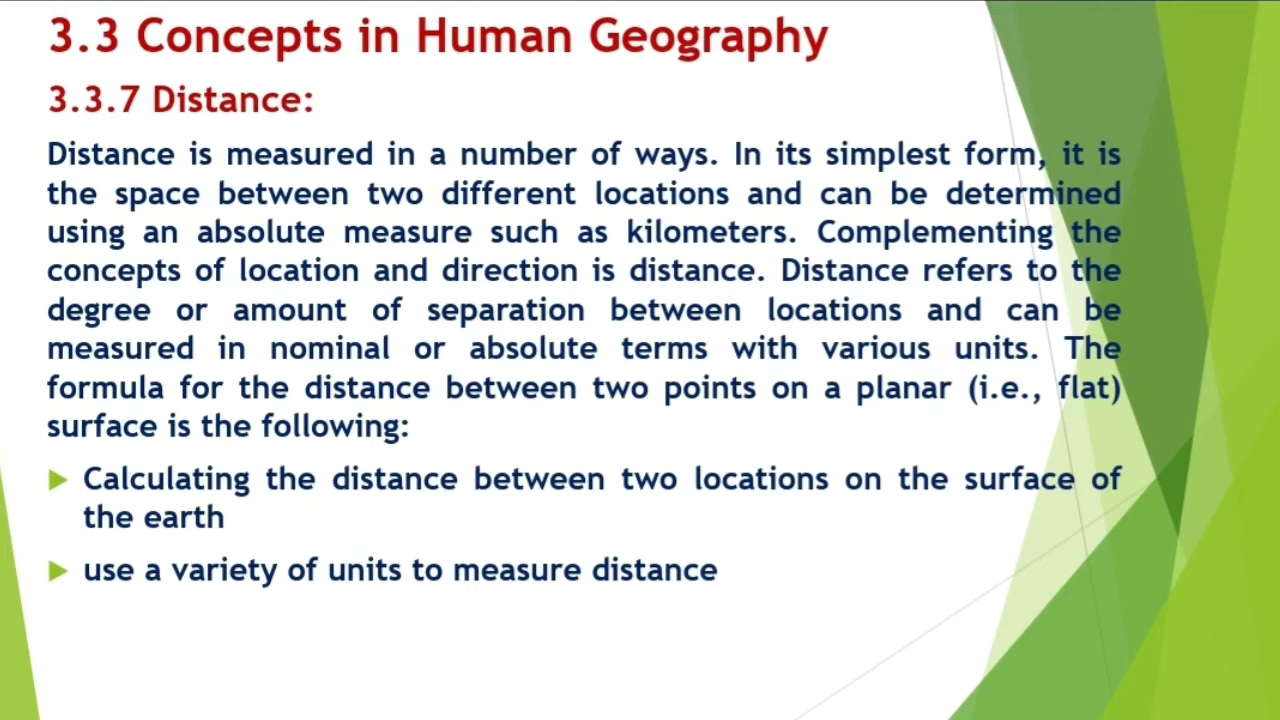 3.3 Concepts in Human Geography
3.3.7 Distance:
Distance is measured in a number of ways. In its simplest form, it is
the space between two different locations and can be determined
using an absolute measure such as kilometers. Complementing the
concepts of location and direction is distance. Distance refers to the
degree or amount of separation between locations and can be
measured in nominal or absolute terms with various units. The
formula for the distance between two points on a planar (i.e., flat)
surface is the following:
Calculating the distance between two locations on the surface of
the earth
use a variety of units to measure distance